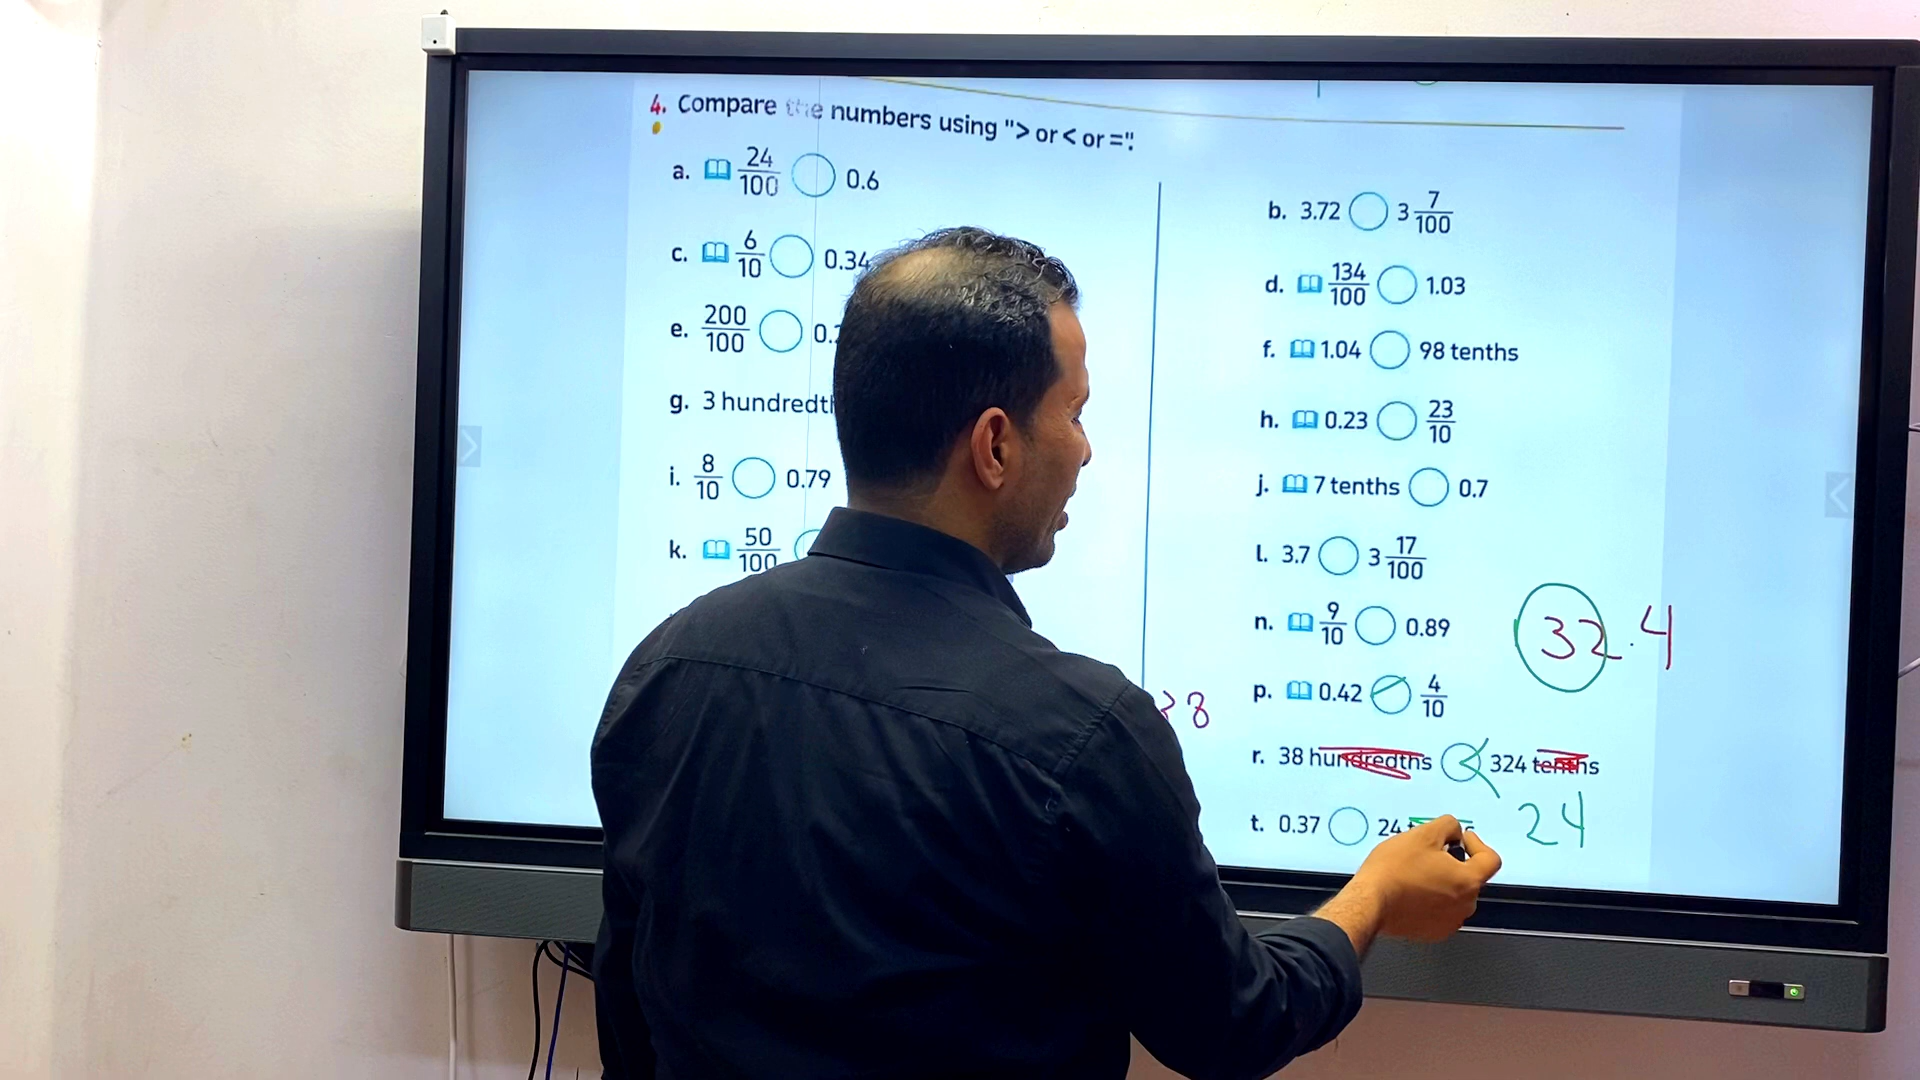 4. Compare the numbers using "> or < or =".
a. 24/100 0.6
c. 6/10 0.34
e. 200/100 0.
g. 3 hundredth
i. 8/10 0.79
k. 50/100
b. 3.72 3 7/100
d. 134/100 1.03
f. 1.04 98 tenths
h. 0.23 23/10
j. 7 tenths 0.7
l. 3.7 3 17/100
n. 9/10 0.89
32.4
p. 0.42 4/10
38
r. 38 hundredths < 324 tenths
t. 0.37 24
24